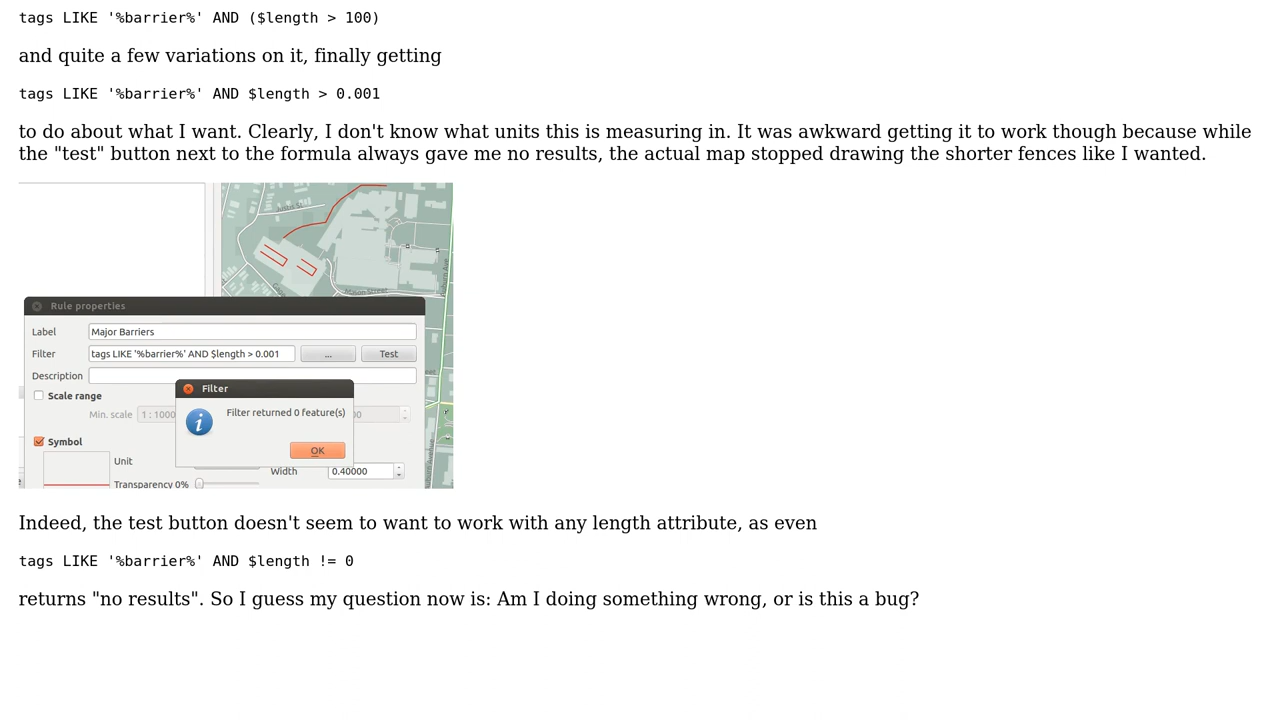 tags LIKE '%barrier%' AND ($length > 100)
and quite a few variations on it, finally getting
tags LIKE '%barrier%' AND $length > 0.001
to do about what I want. Clearly, I don't know what units this is measuring in. It was awkward getting it to work though because while
the "test" button next to the formula always gave me no results, the actual map stopped drawing the shorter fences like I wanted.
Mason Street
Auburn Ave
Rule properties
Label Major Barriers
Filter tags LIKE '%barrier%' AND $length > 0.001 ... Test
Description
Filter
Scale range
Min. scale 1 : 1000
Filter returned 0 feature(s)
OK
Symbol
Unit
Width 0.40000
Transparency 0%
Indeed, the test button doesn't seem to want to work with any length attribute, as even
tags LIKE '%barrier%' AND $length != 0
returns "no results". So I guess my question now is: Am I doing something wrong, or is this a bug?